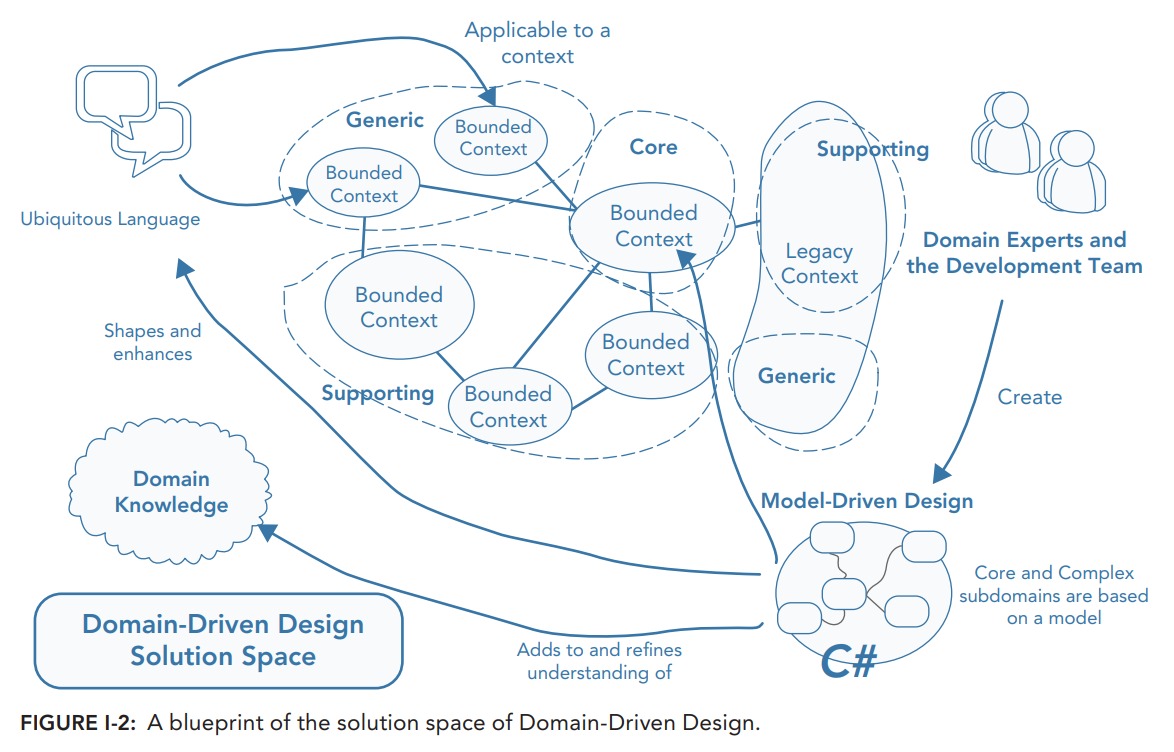 Applicable to a
context
Generic
Bounded
Context
Core
Supporting
Bounded
Context
Ubiquitous Language
Bounded
Context
Legacy
Context
Domain Experts and
the Development Team
Bounded
Context
Shapes and
enhances
Bounded
Context
Supporting
Bounded
Context
Generic
Create
Domain
Knowledge
Model-Driven Design
Core and Complex
subdomains are based
on a model
C#
Domain-Driven Design
Solution Space
Adds to and refines
understanding of
FIGURE I-2: A blueprint of the solution space of Domain-Driven Design.